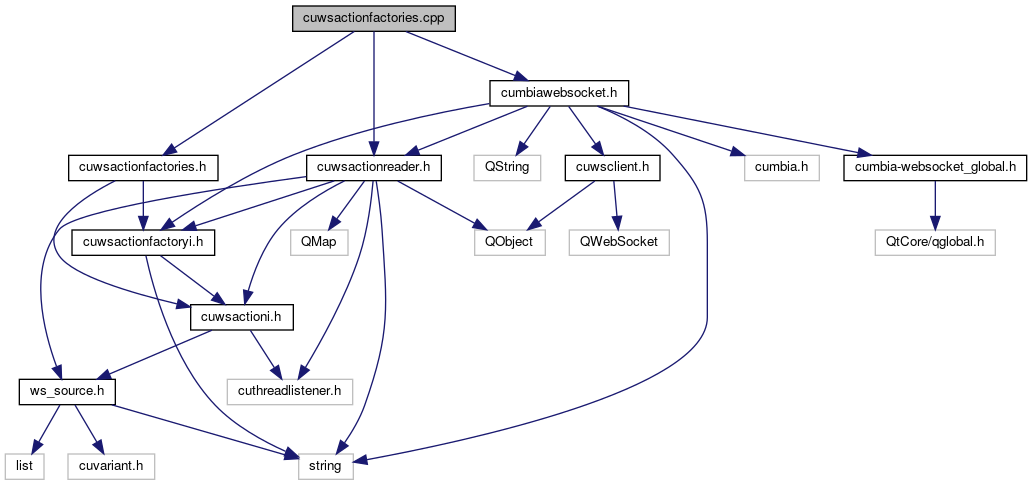 cuwsactionfactories.cpp
cumbiawebsocket.h
cuwsactionfactories.h
cuwsactionreader.h
QString
cuwsclient.h
cumbia.h
cumbia-websocket_global.h
cuwsactionfactoryi.h
QMap
QObject
QWebSocket
QtCore/qglobal.h
cuwsactioni.h
ws_source.h
cuthreadlistener.h
list
cuvariant.h
string